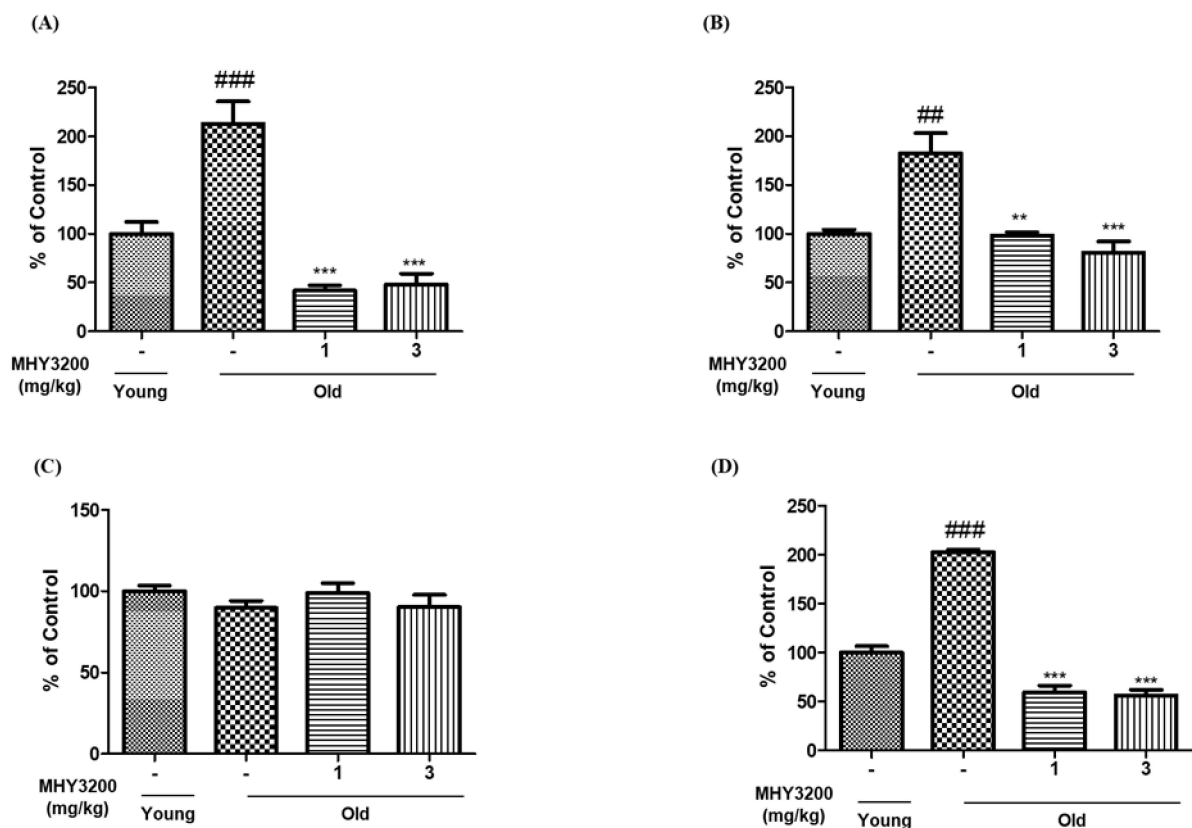 (A)
###
250
200
150
100
50
0
% of Control
***
***
MHY3200
(mg/kg)
- - 1 3
Young Old
(B)
##
250
200
150
100
50
0
% of Control
**
***
MHY3200
(mg/kg)
- - 1 3
Young Old
(C)
150
100
50
0
% of Control
MHY3200
(mg/kg)
- - 1 3
Young Old
(D)
###
250
200
150
100
50
0
% of Control
***
***
MHY3200
(mg/kg)
- - 1 3
Young Old